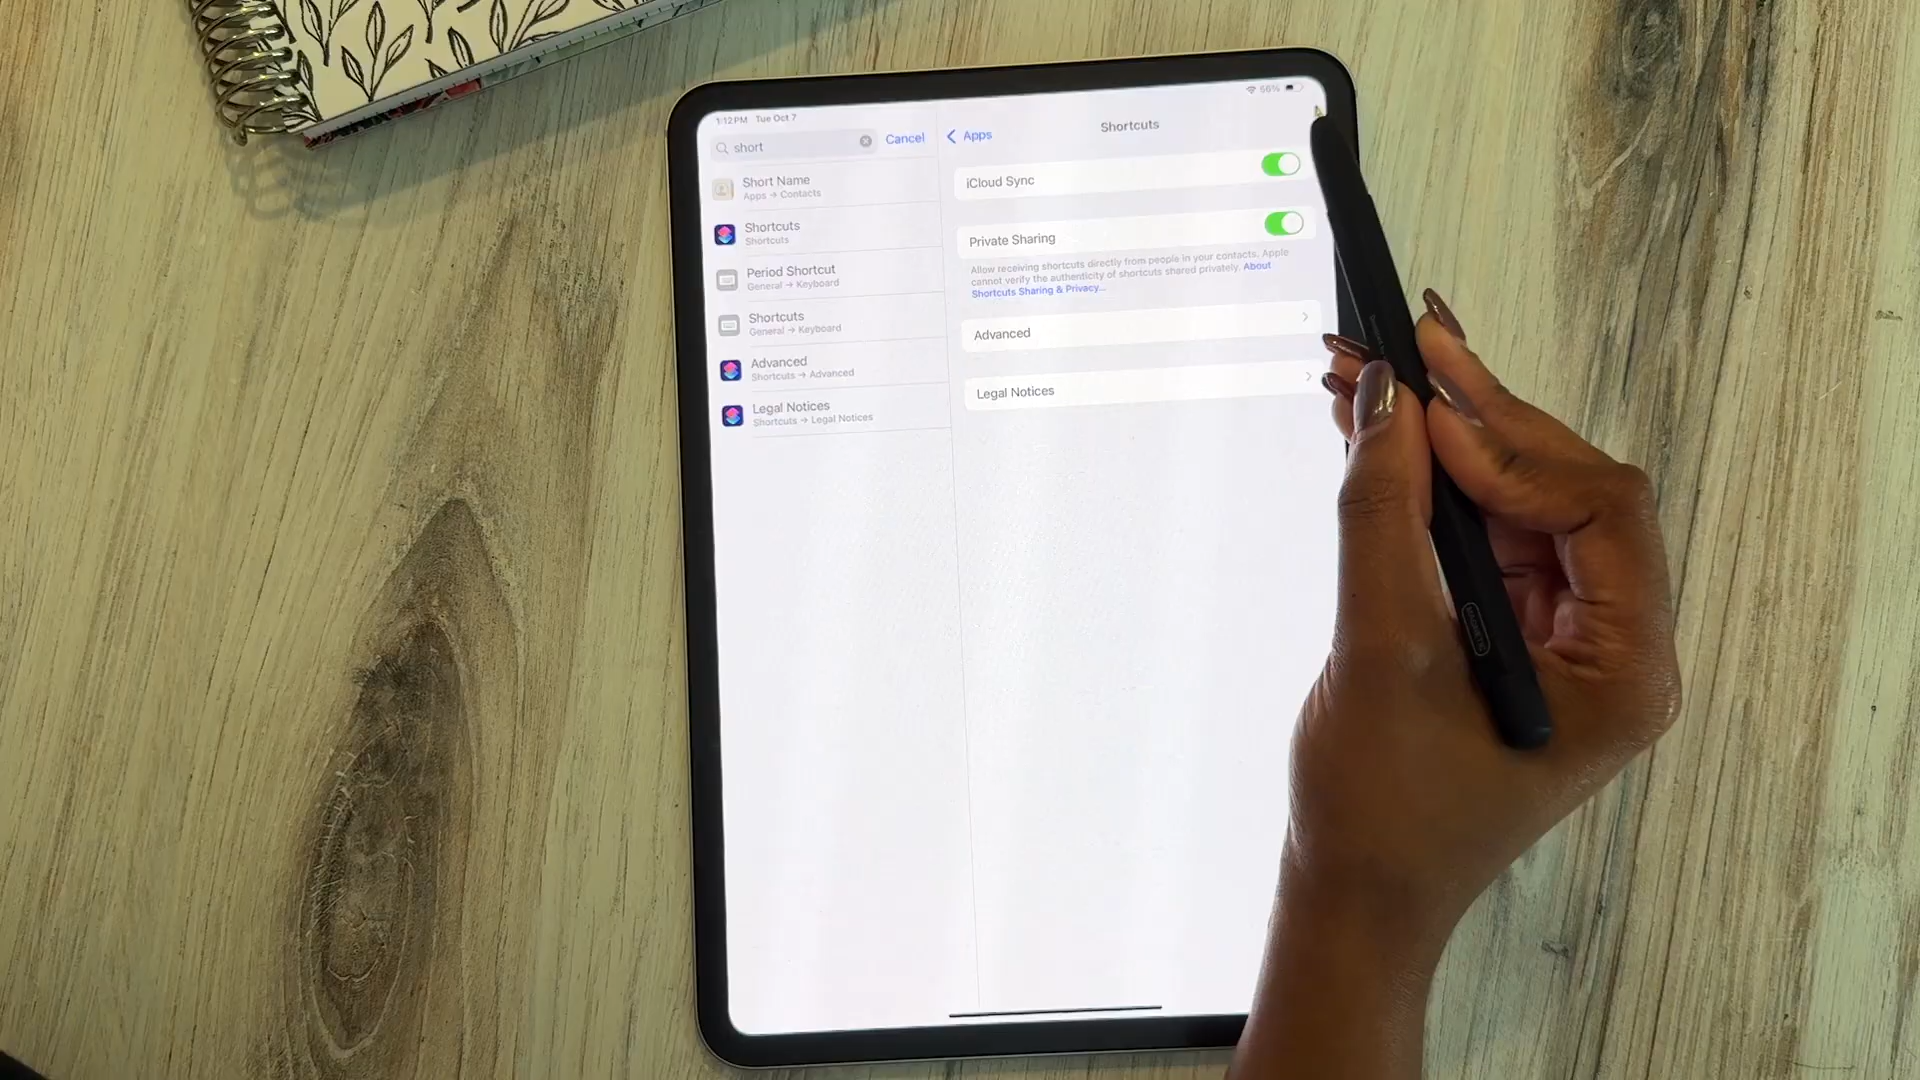 1:12 PM Tue Oct 7
56%
short
Cancel
Short Name
Apps → Contacts
Shortcuts
Shortcuts
Period Shortcut
General → Keyboard
Shortcuts
General → Keyboard
Advanced
Shortcuts → Advanced
Legal Notices
Shortcuts → Legal Notices
Apps
Shortcuts
iCloud Sync
Private Sharing
Allow receiving shortcuts directly from people in your contacts. Apple
cannot verify the authenticity of shortcuts shared privately. About
Shortcuts Sharing & Privacy...
Advanced
Legal Notices
MAGNETIC